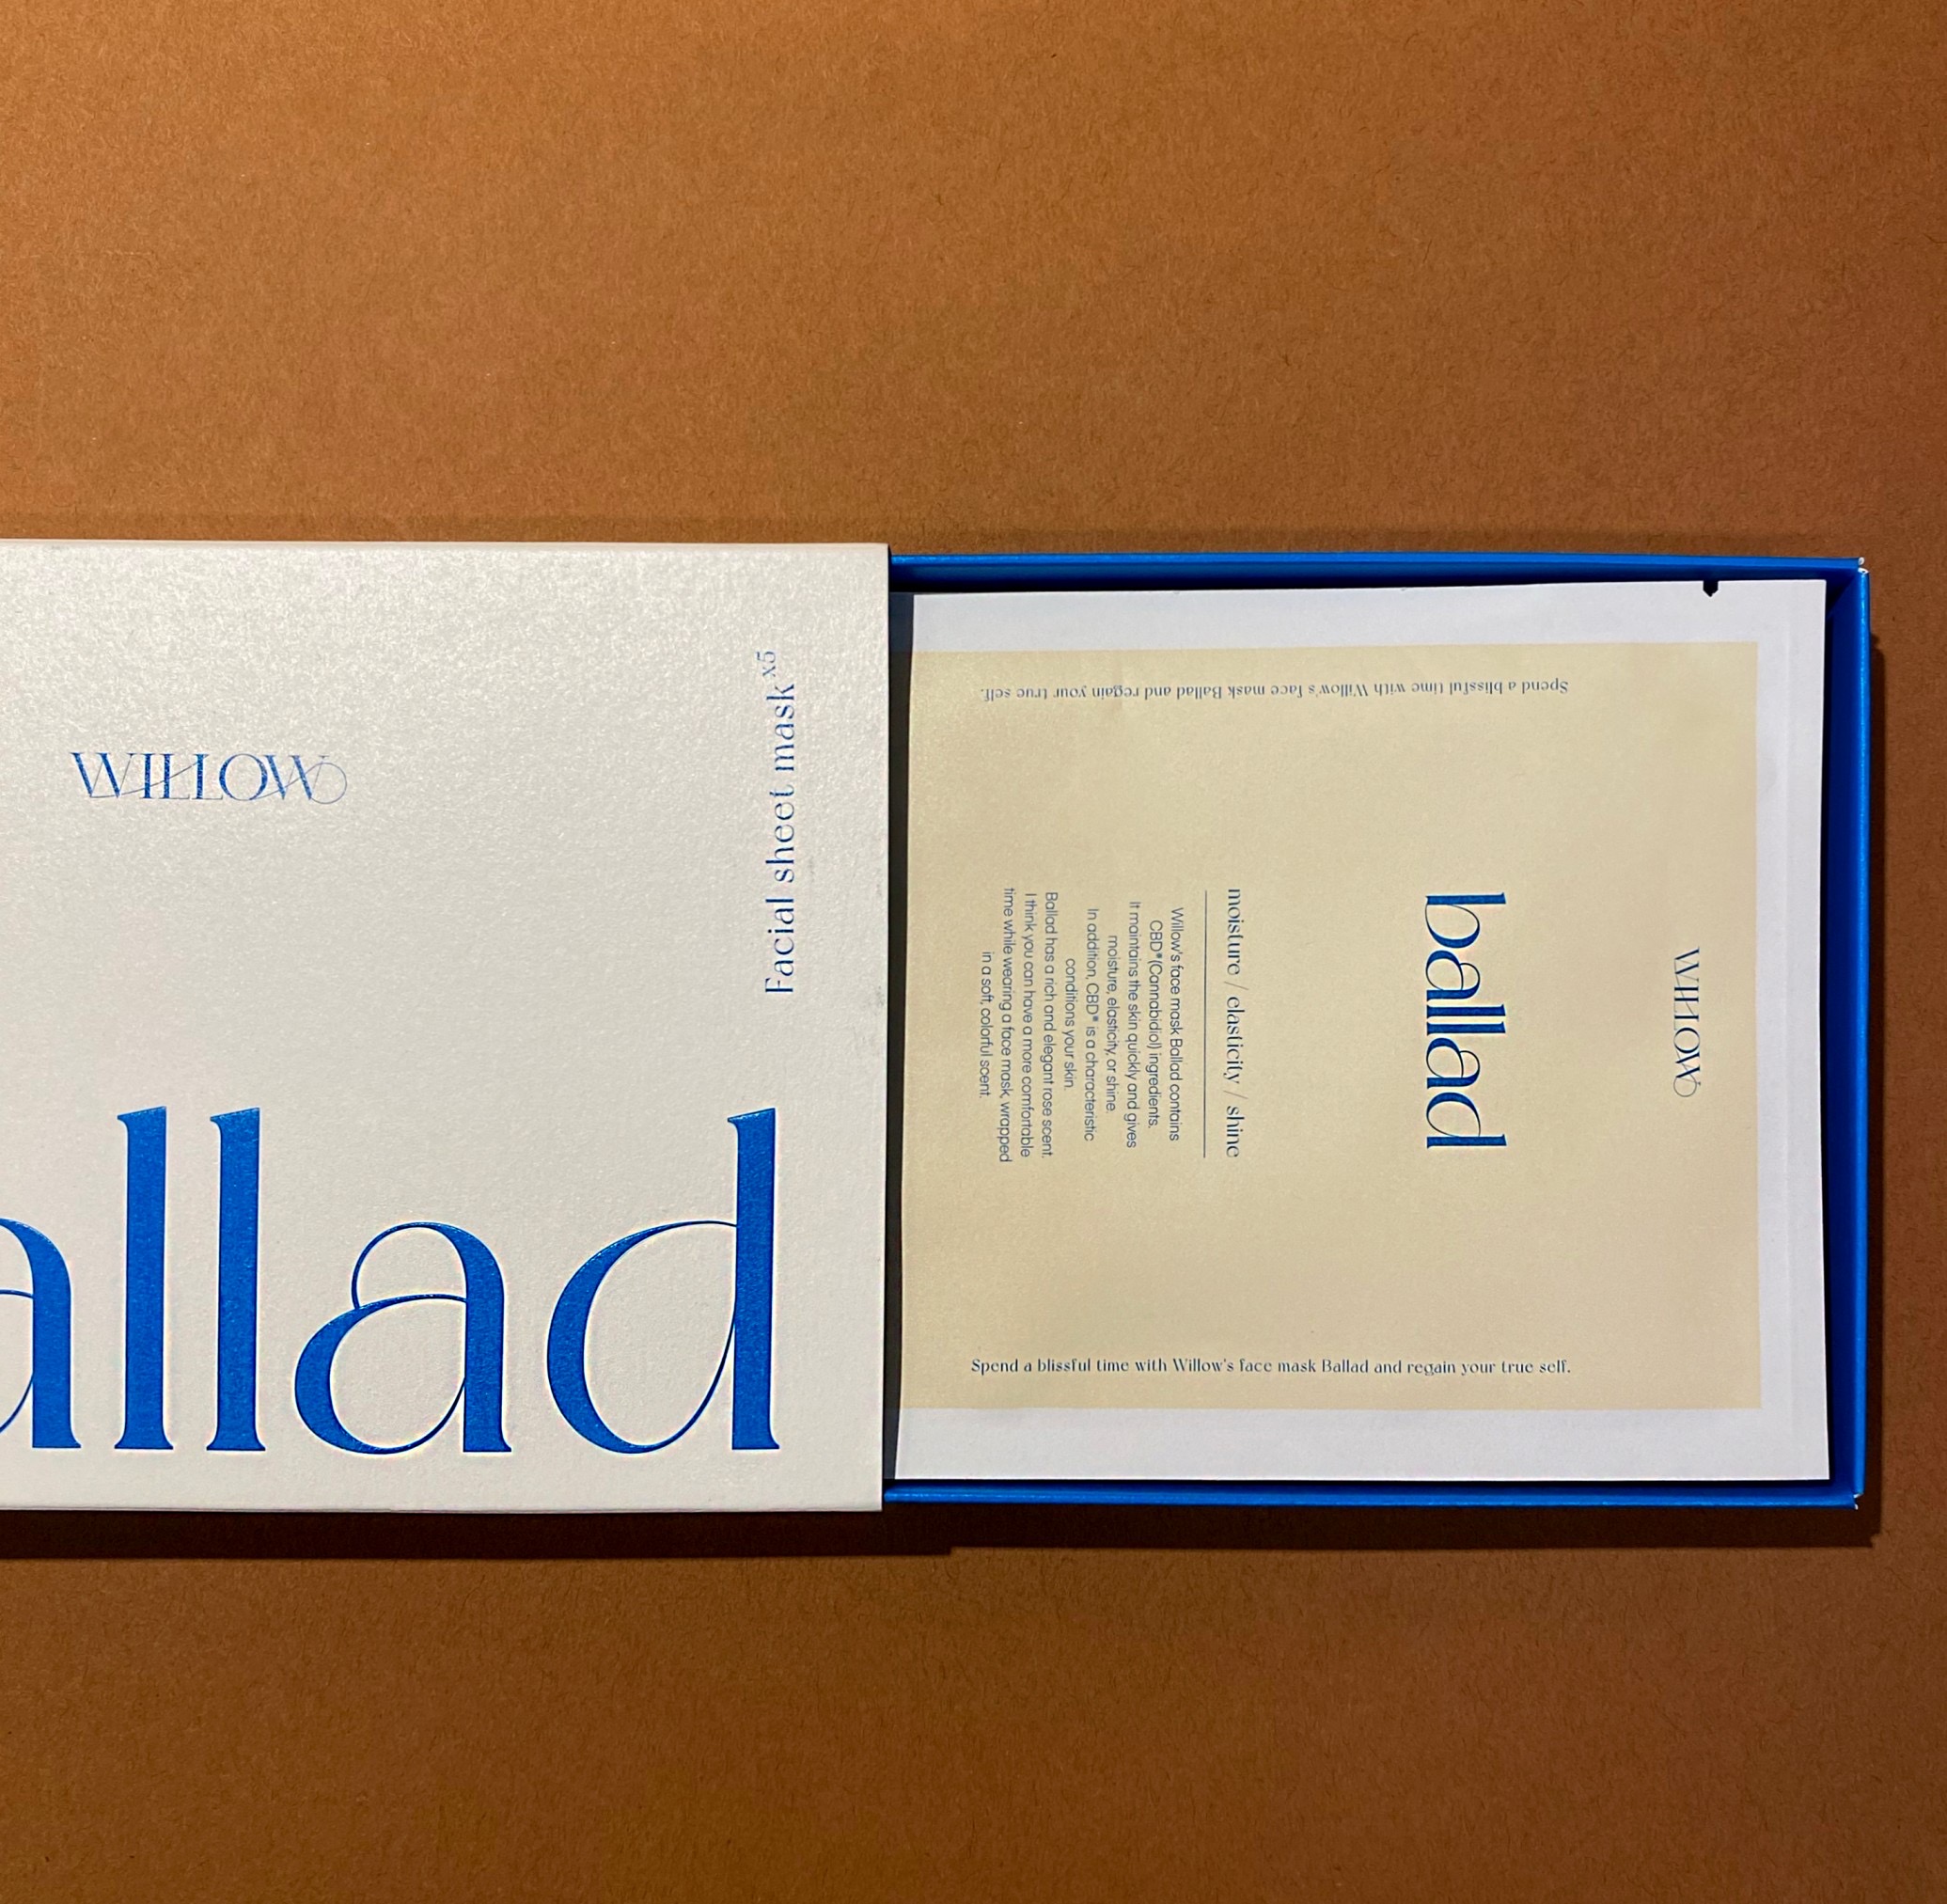 WILLOW
Facial sheet mask x5
allad
Spend a blissful time with Willow's face mask Ballad and regain your true self.
WILLOW
ballad
moisture / elasticity / shine
Willow's face mask Ballad contains
CBD*(Cannabidiol) ingredients.
It maintains the skin quickly and gives
moisture, elasticity, or shine.
In addition, CBD* is a characteristic
conditions your skin.
Ballad has a rich and elegant rose scent.
I think you can have a more comfortable
time while wearing a face mask, wrapped
in a soft, colorful scent.
Spend a blissful time with Willow's face mask Ballad and regain your true self.